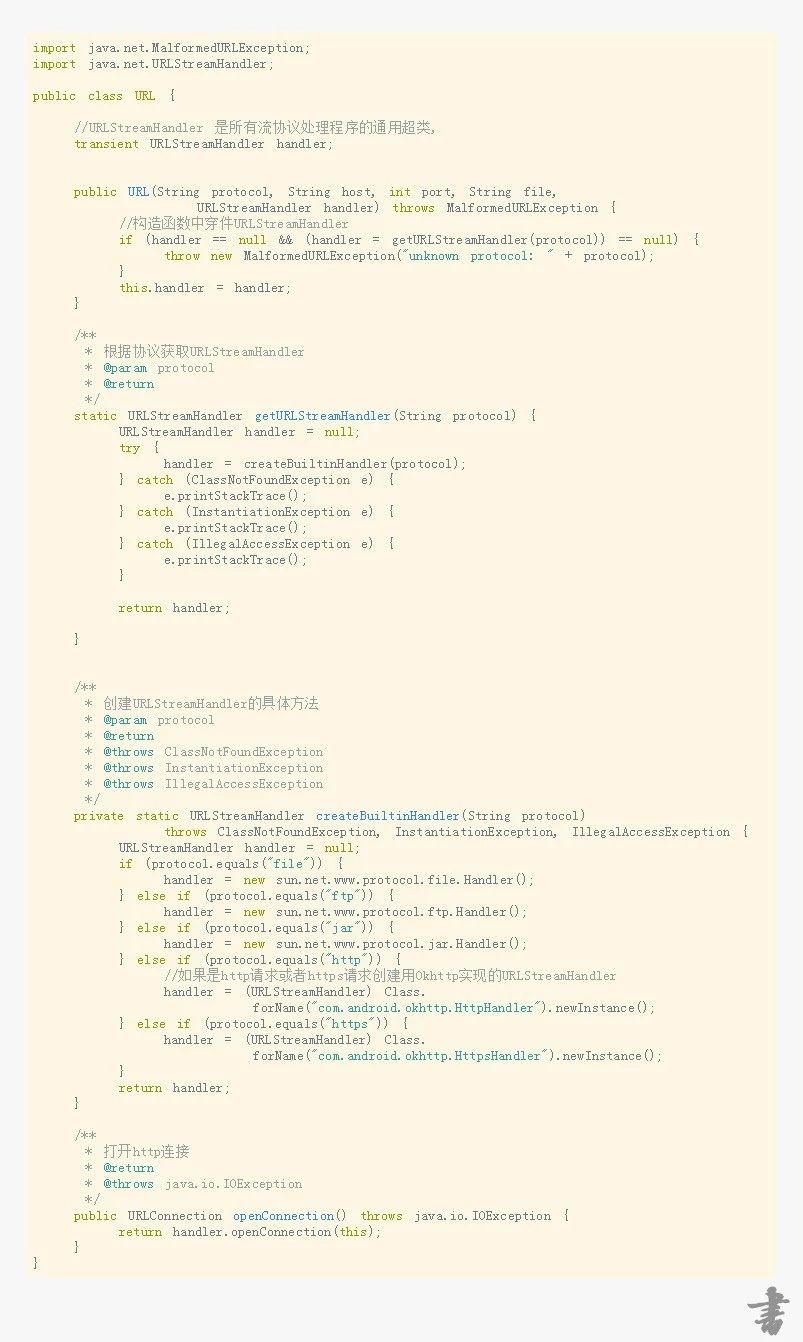 import java.net.MalformedURLException;
import java.net.URLStreamHandler;
public class URL {
//URLStreamHandler 是所有流协议处理程序的通用超类,
transient URLStreamHandler handler;
public URL(String protocol, String host, int port, String file,
URLStreamHandler handler) throws MalformedURLException {
//构造函数中穿件URLStreamHandler
if (handler == null && (handler = getURLStreamHandler(protocol)) == null) {
throw new MalformedURLException("unknown protocol: " + protocol);
}
this.handler = handler;
}
/**
* 根据协议获取URLStreamHandler
* @param protocol
* @return
*/
static URLStreamHandler getURLStreamHandler(String protocol) {
URLStreamHandler handler = null;
try {
handler = createBuiltinHandler(protocol);
} catch (ClassNotFoundException e) {
e.printStackTrace();
} catch (InstantiationException e) {
e.printStackTrace();
} catch (IllegalAccessException e) {
e.printStackTrace();
}
return handler;
}
/**
* 创建URLStreamHandler的具体方法
* @param protocol
* @return
* @throws ClassNotFoundException
* @throws InstantiationException
* @throws IllegalAccessException
*/
private static URLStreamHandler createBuiltinHandler(String protocol)
throws ClassNotFoundException, InstantiationException, IllegalAccessException {
URLStreamHandler handler = null;
if (protocol.equals("file")) {
handler = new sun.net.www.protocol.file.Handler();
} else if (protocol.equals("ftp")) {
handler = new sun.net.www.protocol.ftp.Handler();
} else if (protocol.equals("jar")) {
handler = new sun.net.www.protocol.jar.Handler();
} else if (protocol.equals("http")) {
//如果是http请求或者https请求创建用Okhttp实现的URLStreamHandler
handler = (URLStreamHandler) Class.
forName("com.android.okhttp.HttpHandler").newInstance();
} else if (protocol.equals("https")) {
handler = (URLStreamHandler) Class.
forName("com.android.okhttp.HttpsHandler").newInstance();
}
return handler;
}
/**
* 打开http连接
* @return
* @throws java.io.IOException
*/
public URLConnection openConnection() throws java.io.IOException {
return handler.openConnection(this);
}
}
書